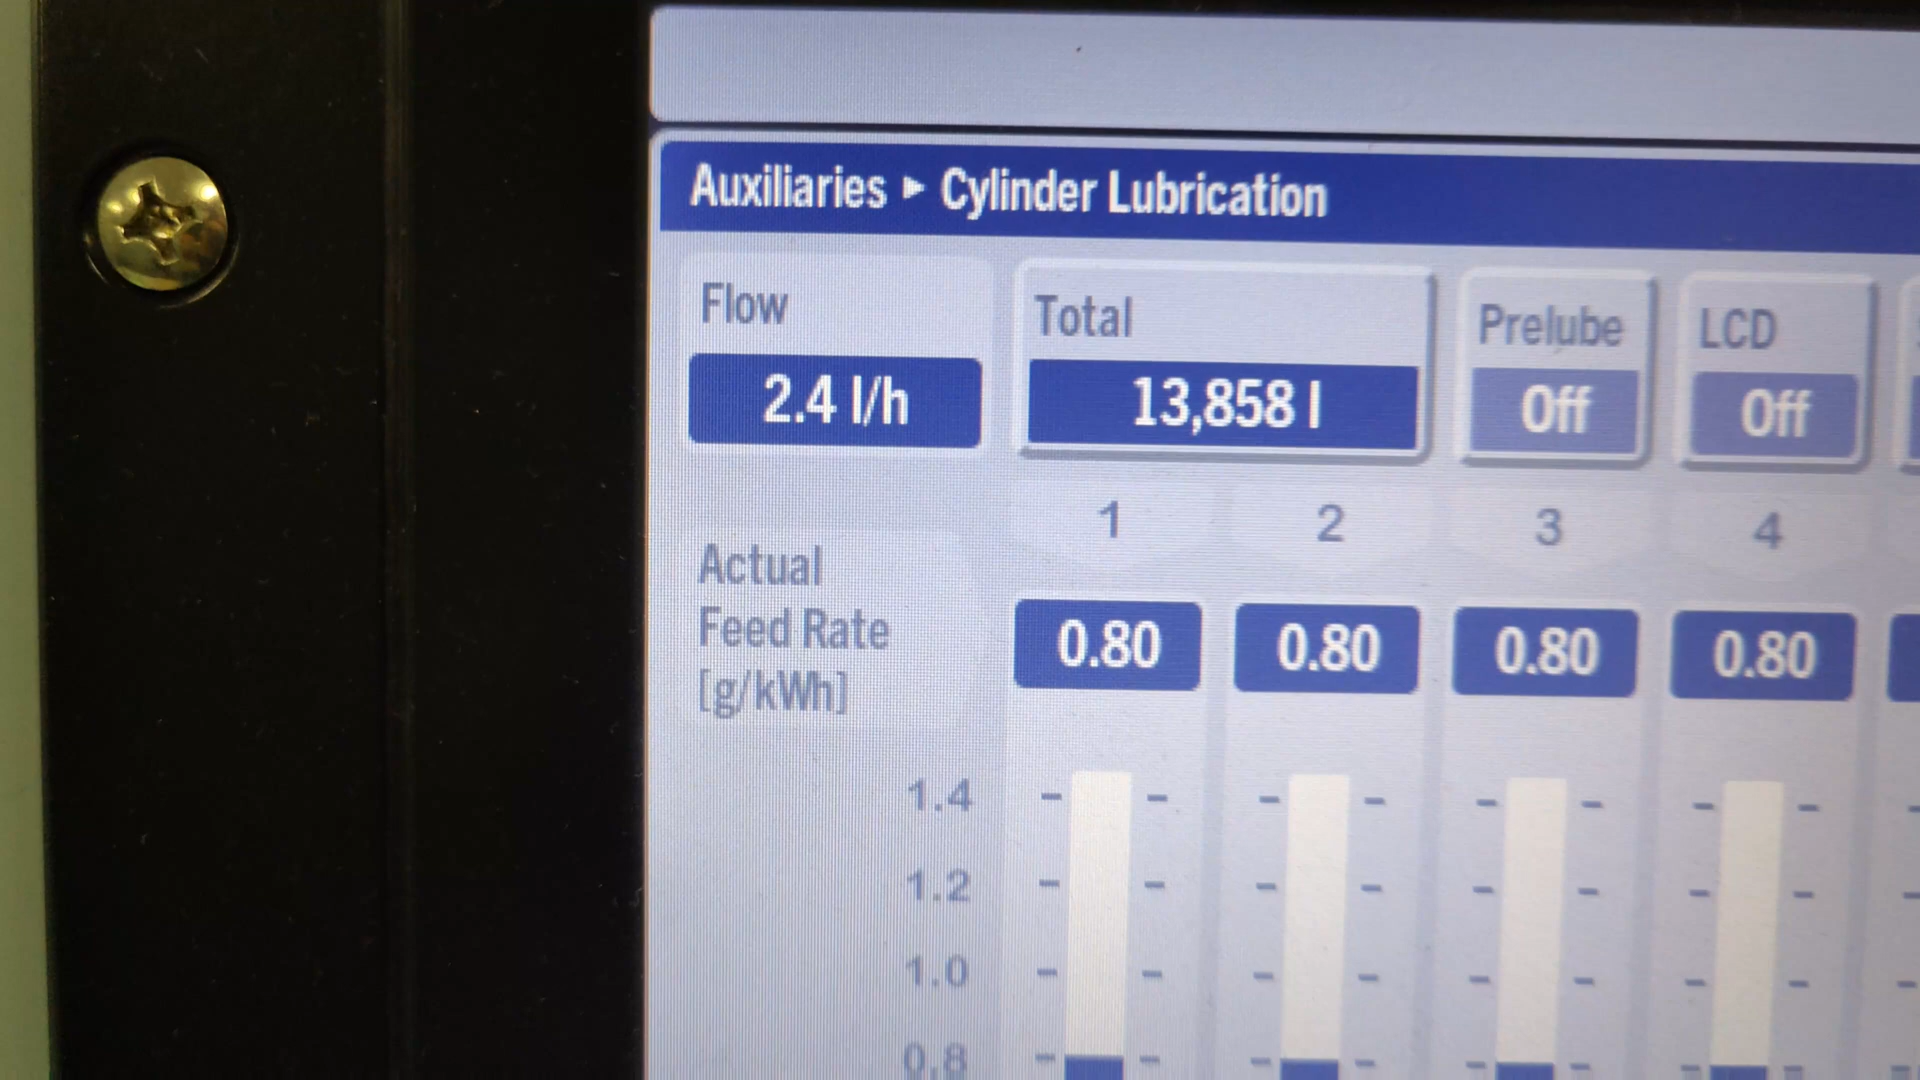 Auxiliaries ▸ Cylinder Lubrication
Flow
Total
Prelube
LCD
2.4 l/h
13,858 l
Off
Off
1
2
3
4
Actual
Feed Rate
[g/kWh]
0.80
0.80
0.80
0.80
1.4
1.2
1.0
0.8